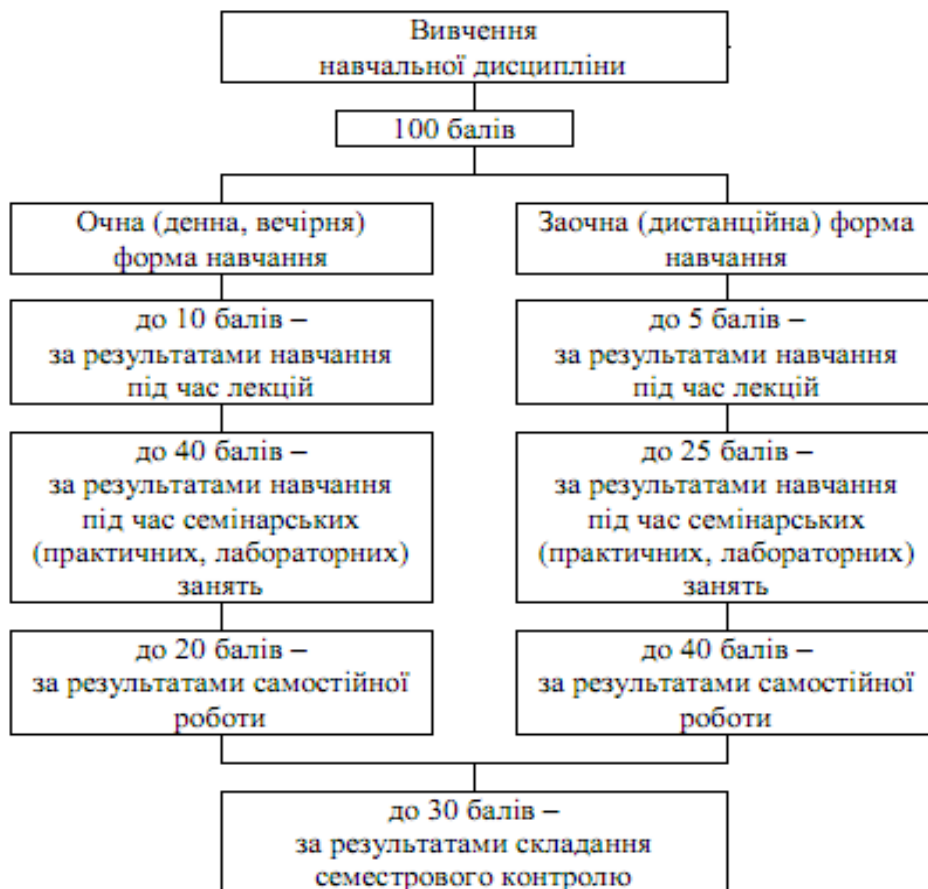 Вивчення
навчальної дисципліни
100 балів
Очна (денна, вечірня)
форма навчання
до 10 балів –
за результатами навчання
під час лекцій
до 40 балів –
за результатами навчання
під час семінарських
(практичних, лабораторних)
занять
до 20 балів –
за результатами самостійної
роботи
Заочна (дистанційна) форма
навчання
до 5 балів –
за результатами навчання
під час лекцій
до 25 балів –
за результатами навчання
під час семінарських
(практичних, лабораторних)
занять
до 40 балів –
за результатами самостійної
роботи
до 30 балів –
за результатами складання
семестрового контролю